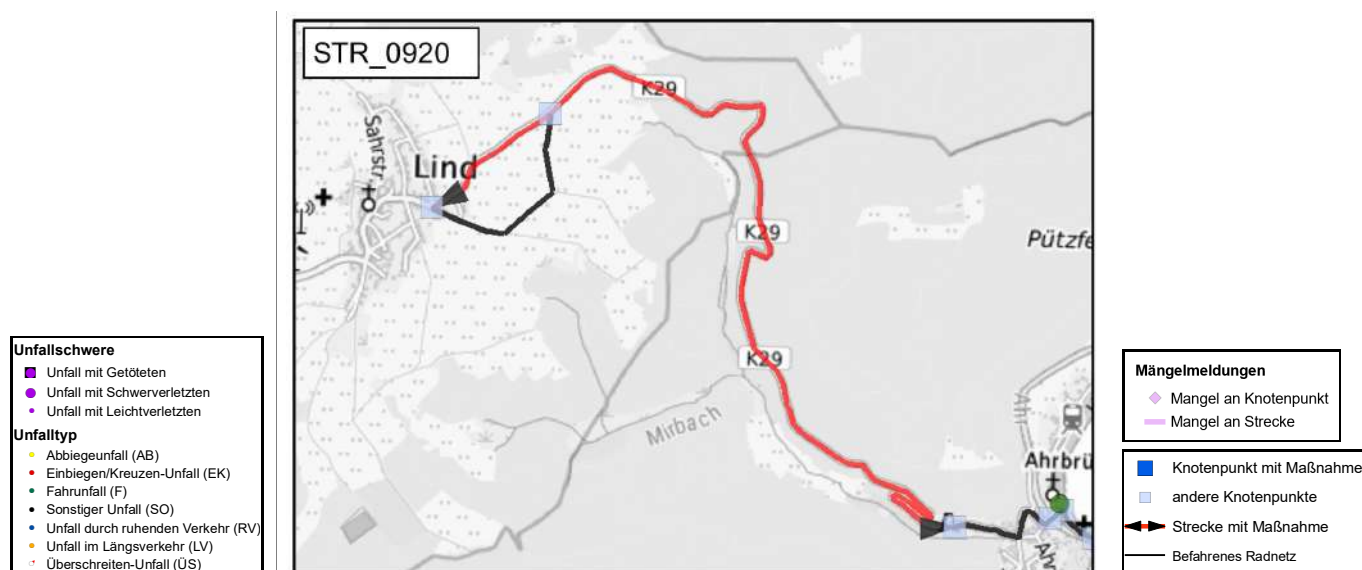 STR_0920
K29
Sahrstr.
Lind
K29
Pützfe
K29
Mirbach
Ahr
Ahrbrü
Ahr
Unfallschwere
Unfall mit Getöteten
Unfall mit Schwerverletzten
Unfall mit Leichtverletzten
Unfalltyp
Abbiegeunfall (AB)
Einbiegen/Kreuzen-Unfall (EK)
Fahrunfall (F)
Sonstiger Unfall (SO)
Unfall durch ruhenden Verkehr (RV)
Unfall im Längsverkehr (LV)
Überschreiten-Unfall (ÜS)
Mängelmeldungen
Mangel an Knotenpunkt
Mangel an Strecke
Knotenpunkt mit Maßnahme
andere Knotenpunkte
Strecke mit Maßnahme
Befahrenes Radnetz